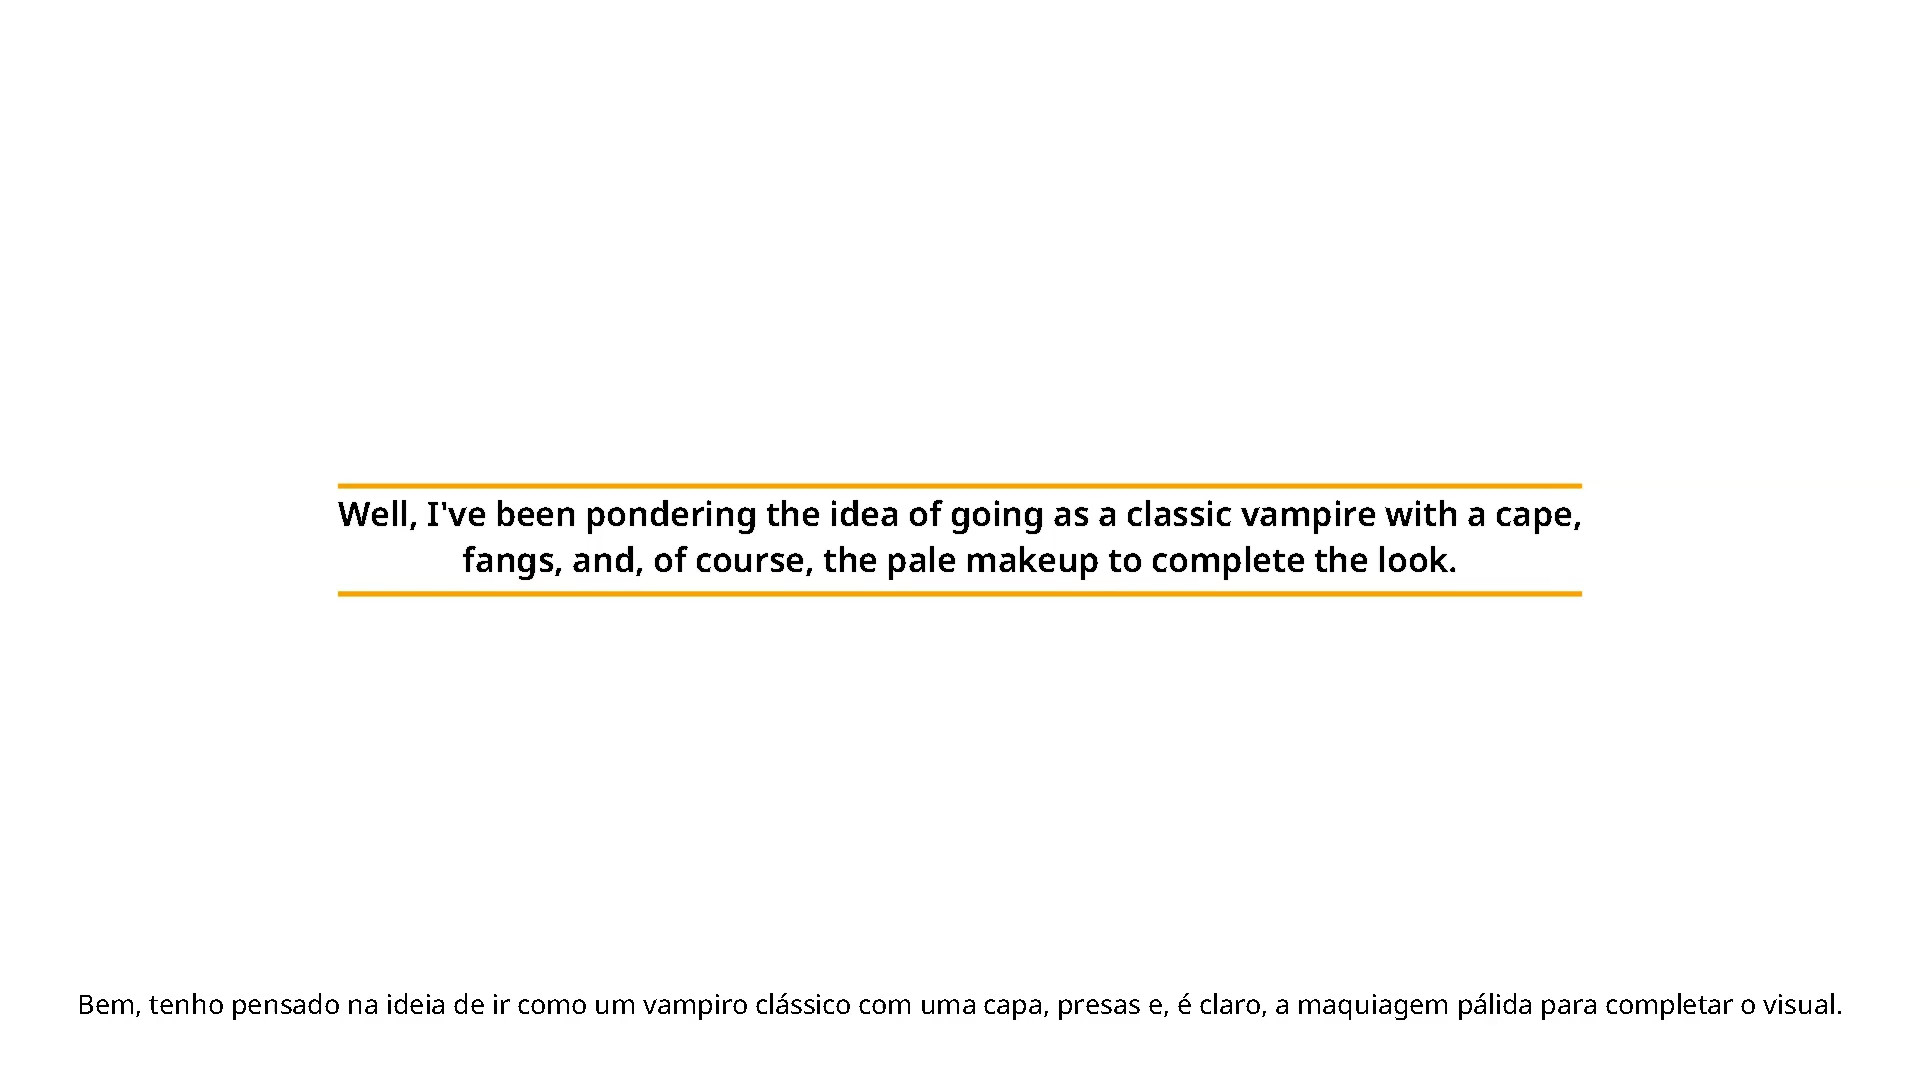 Well, I've been pondering the idea of going as a classic vampire with a cape,
fangs, and, of course, the pale makeup to complete the look.
Bem, tenho pensado na ideia de ir como um vampiro clássico com uma capa, presas e, é claro, a maquiagem pálida para completar o visual.